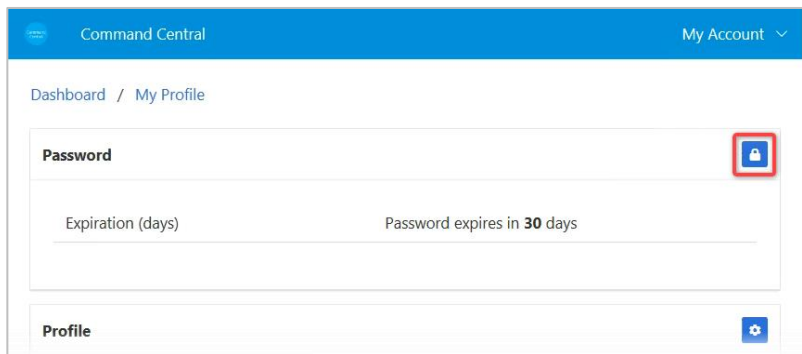 Command Central
My Account
Dashboard / My Profile
Password
Expiration (days) Password expires in 30 days
Profile